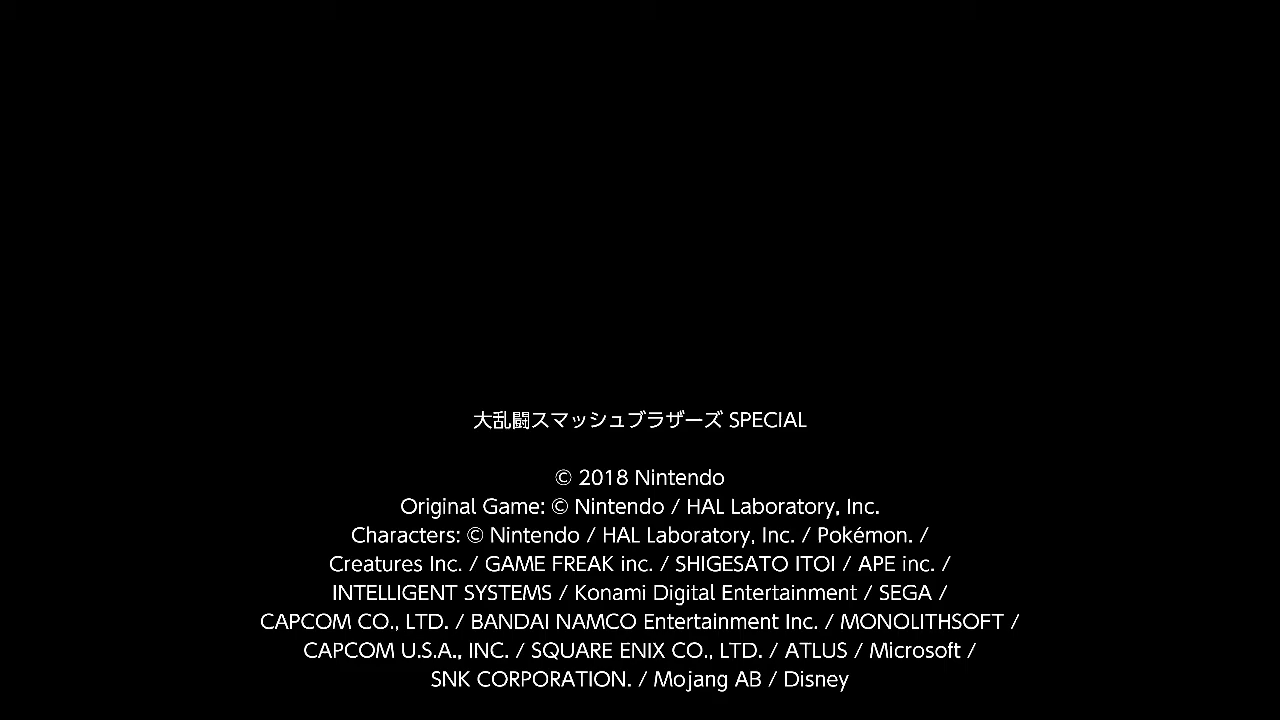 大乱闘スマッシュブラザーズ SPECIAL
© 2018 Nintendo
Original Game: © Nintendo / HAL Laboratory, Inc.
Characters: © Nintendo / HAL Laboratory, Inc. / Pokémon. /
Creatures Inc. / GAME FREAK inc. / SHIGESATO ITOI / APE inc. /
INTELLIGENT SYSTEMS / Konami Digital Entertainment / SEGA /
CAPCOM CO., LTD. / BANDAI NAMCO Entertainment Inc. / MONOLITHSOFT /
CAPCOM U.S.A., INC. / SQUARE ENIX CO., LTD. / ATLUS / Microsoft /
SNK CORPORATION. / Mojang AB / Disney